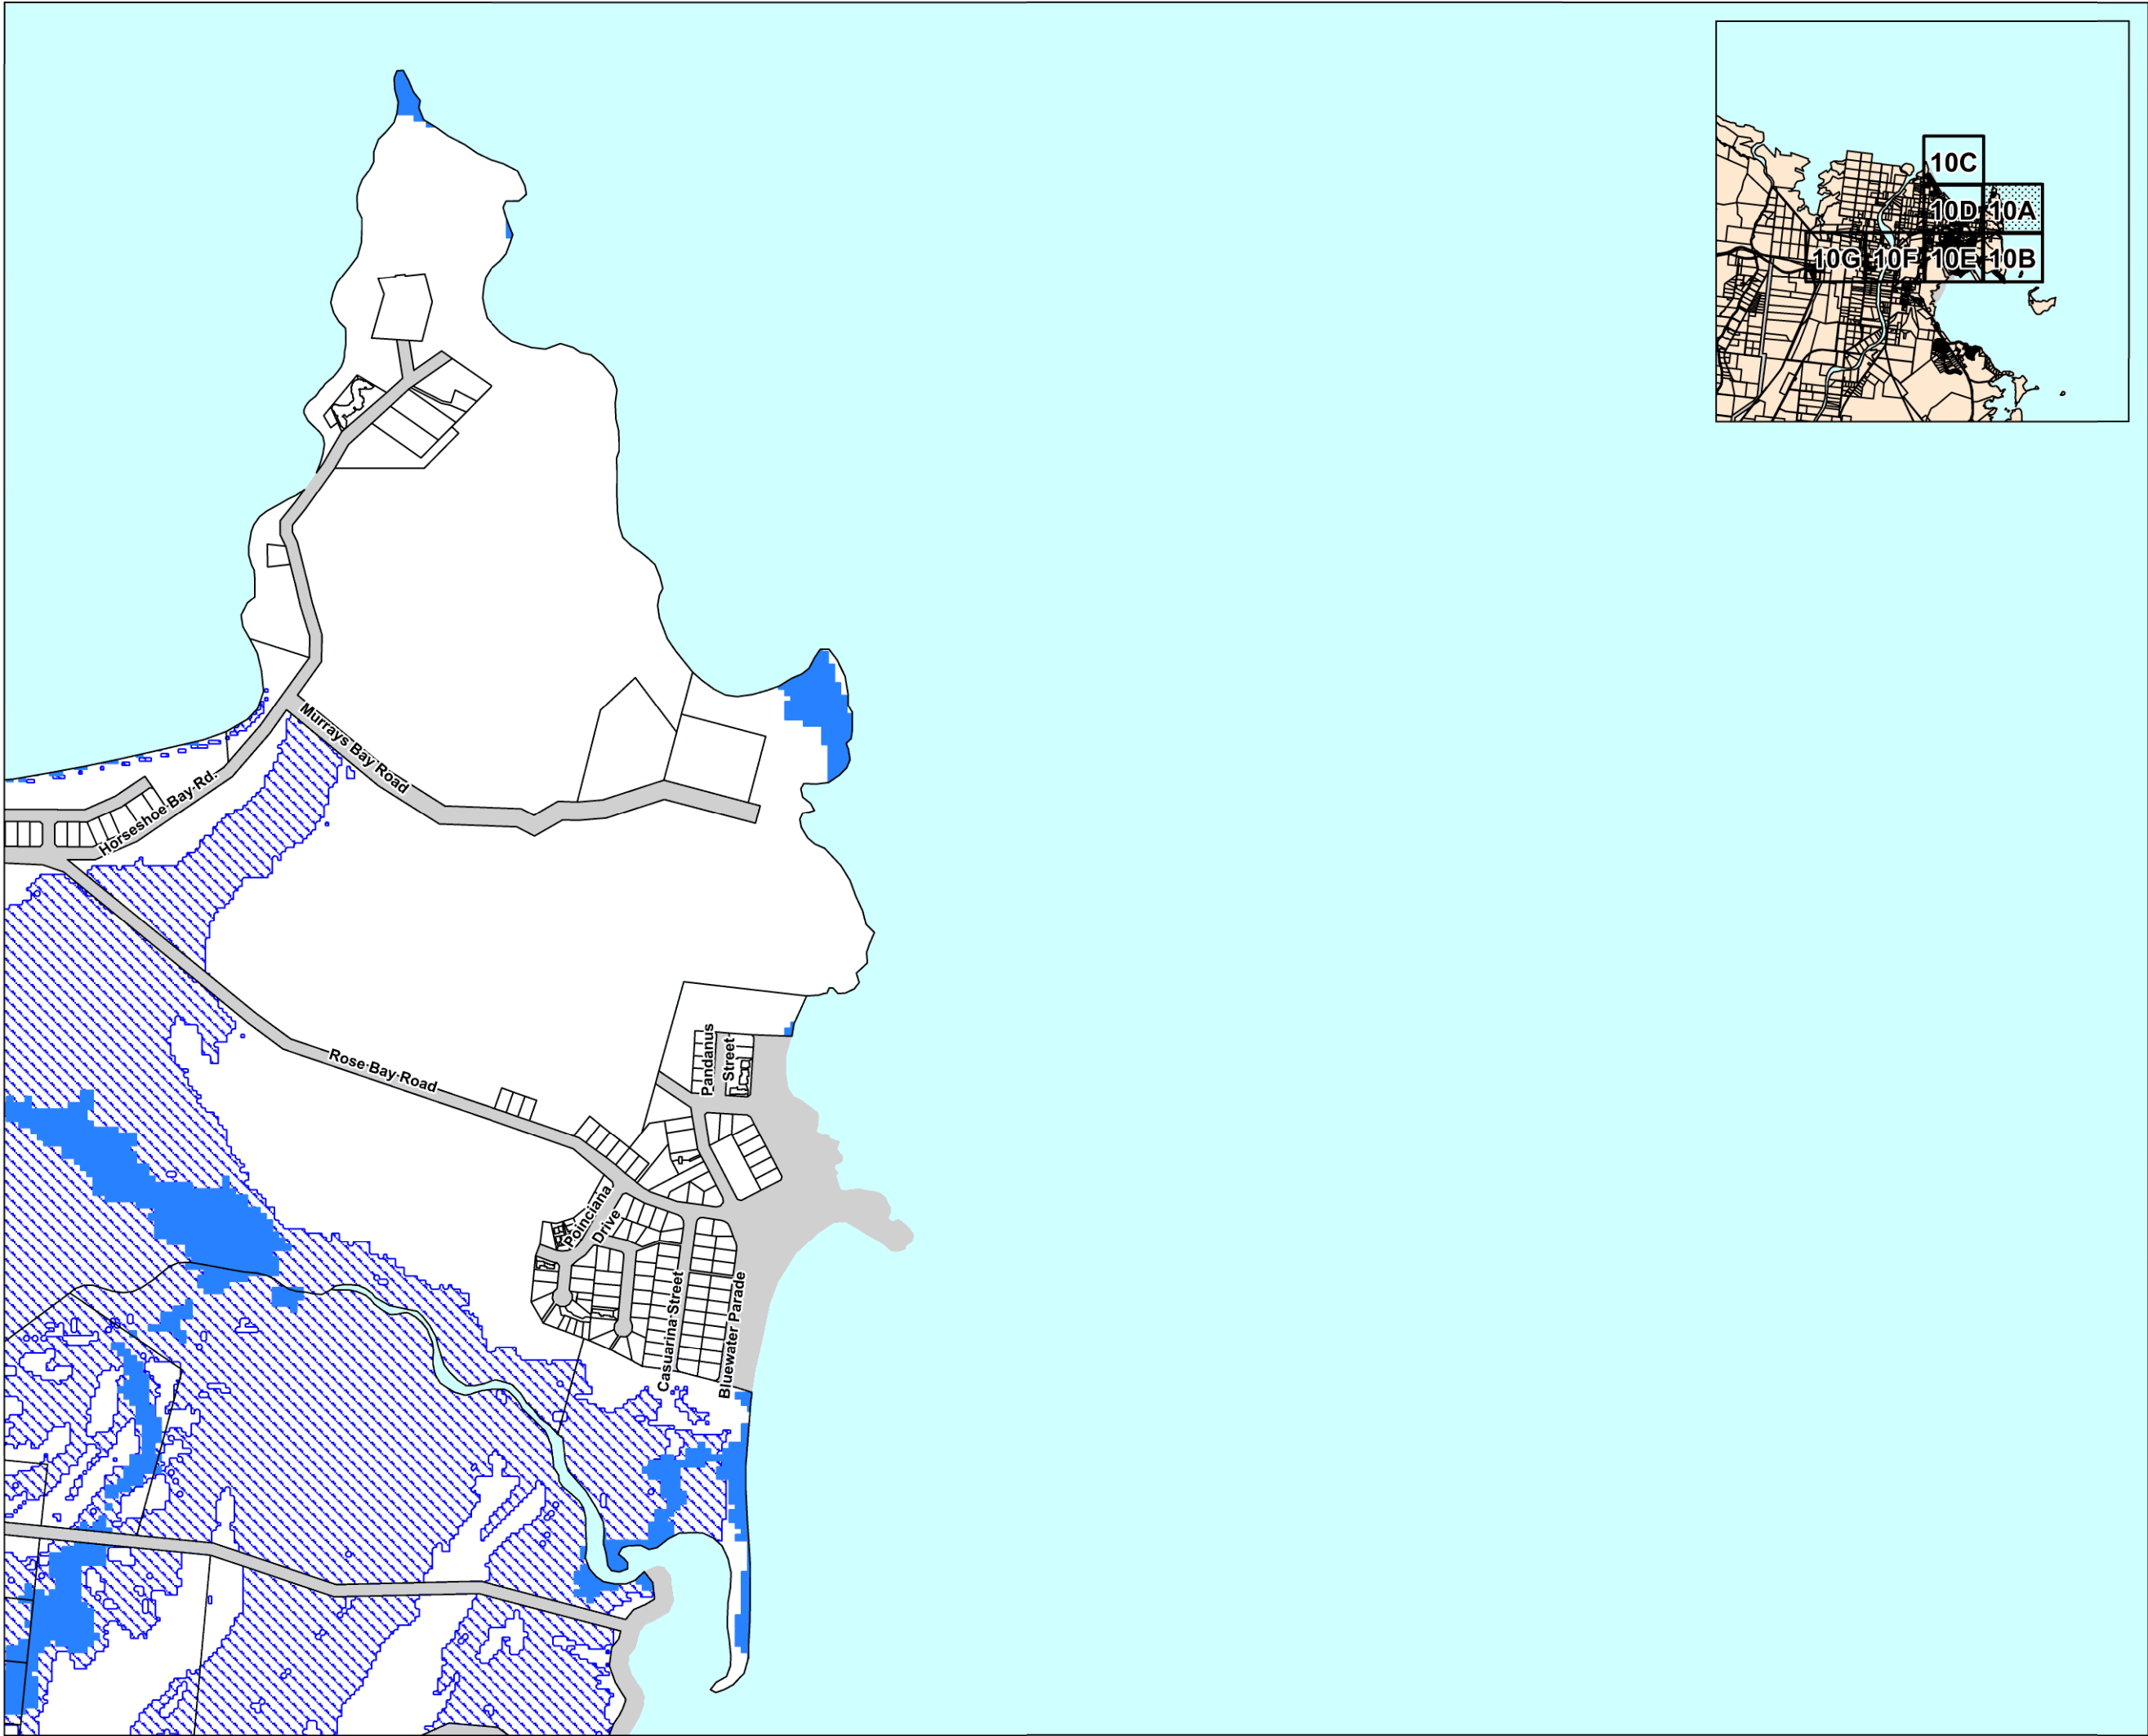 10C
10D
10A
10G
10F
10E
10B
Murrays Bay Road
Horseshoe Bay Rd.
Rose Bay Road
Pandanus
Street
Poinciana
Drive
Casuarina Street
Bluewater Parade